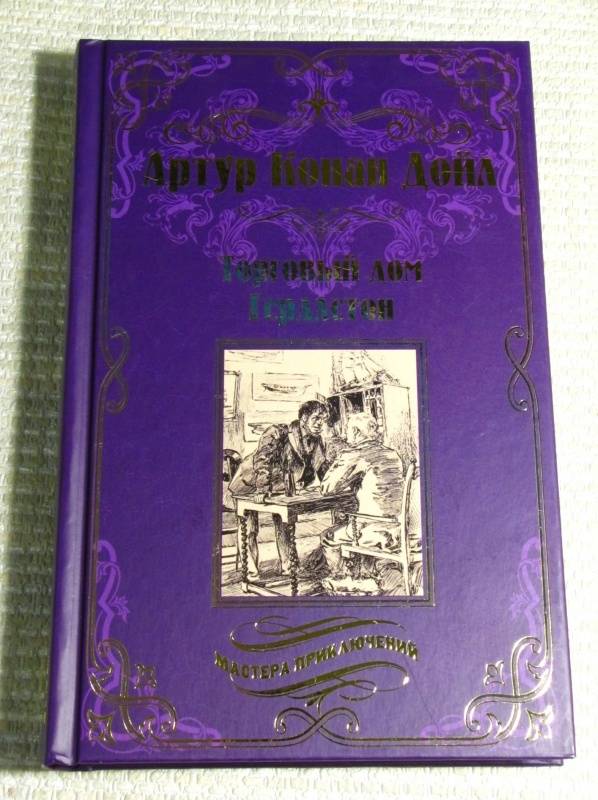 Артур Конан Дойл
Торговый дом
Гердлстон
МАСТЕРА ПРИКЛЮЧЕНИЙ